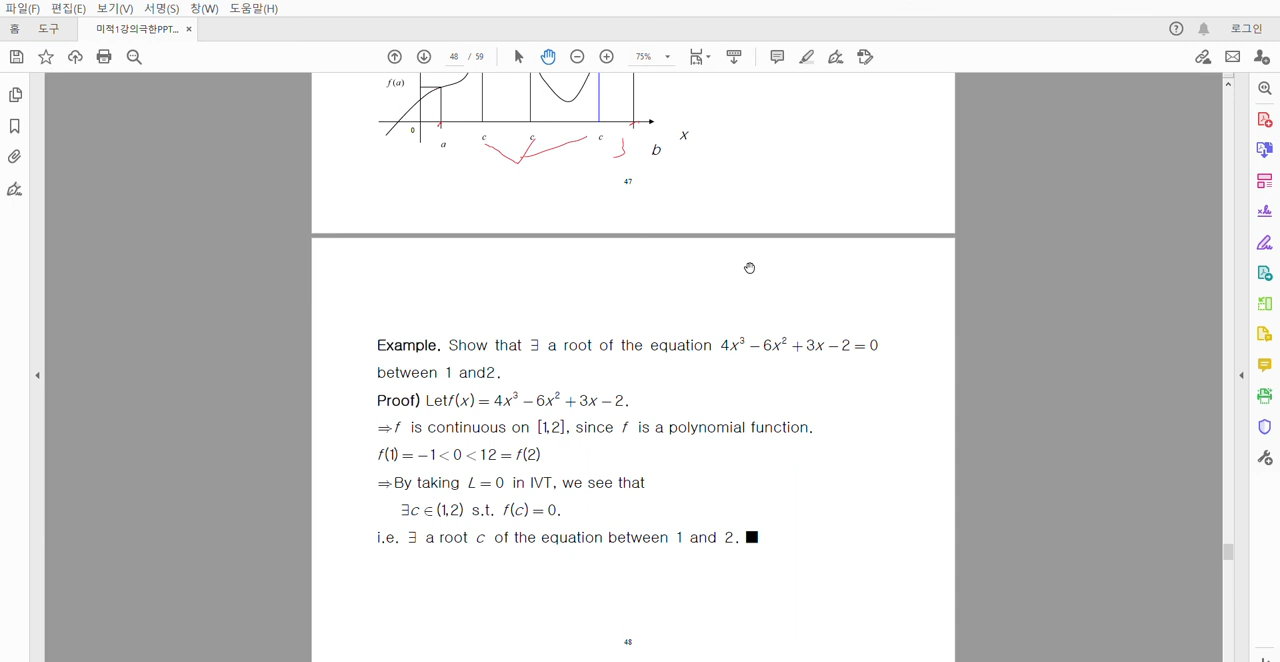 파일(F) 편집(E) 보기(V) 서명(S) 창(W) 도움말(H)
홈 도구 미적1강의극한PPT... × 로그인
48 / 59 75%
f(a)
0 a c c c b x
47
Example. Show that ∃ a root of the equation 4x³ − 6x² + 3x − 2 = 0
between 1 and2.
Proof) Letf(x) = 4x³ − 6x² + 3x − 2.
⇒f is continuous on [1,2], since f is a polynomial function.
f(1) = −1 < 0 < 12 = f(2)
⇒By taking L = 0 in IVT, we see that
∃c ∈ (1,2) s.t. f(c) = 0.
i.e. ∃ a root c of the equation between 1 and 2. ■
48